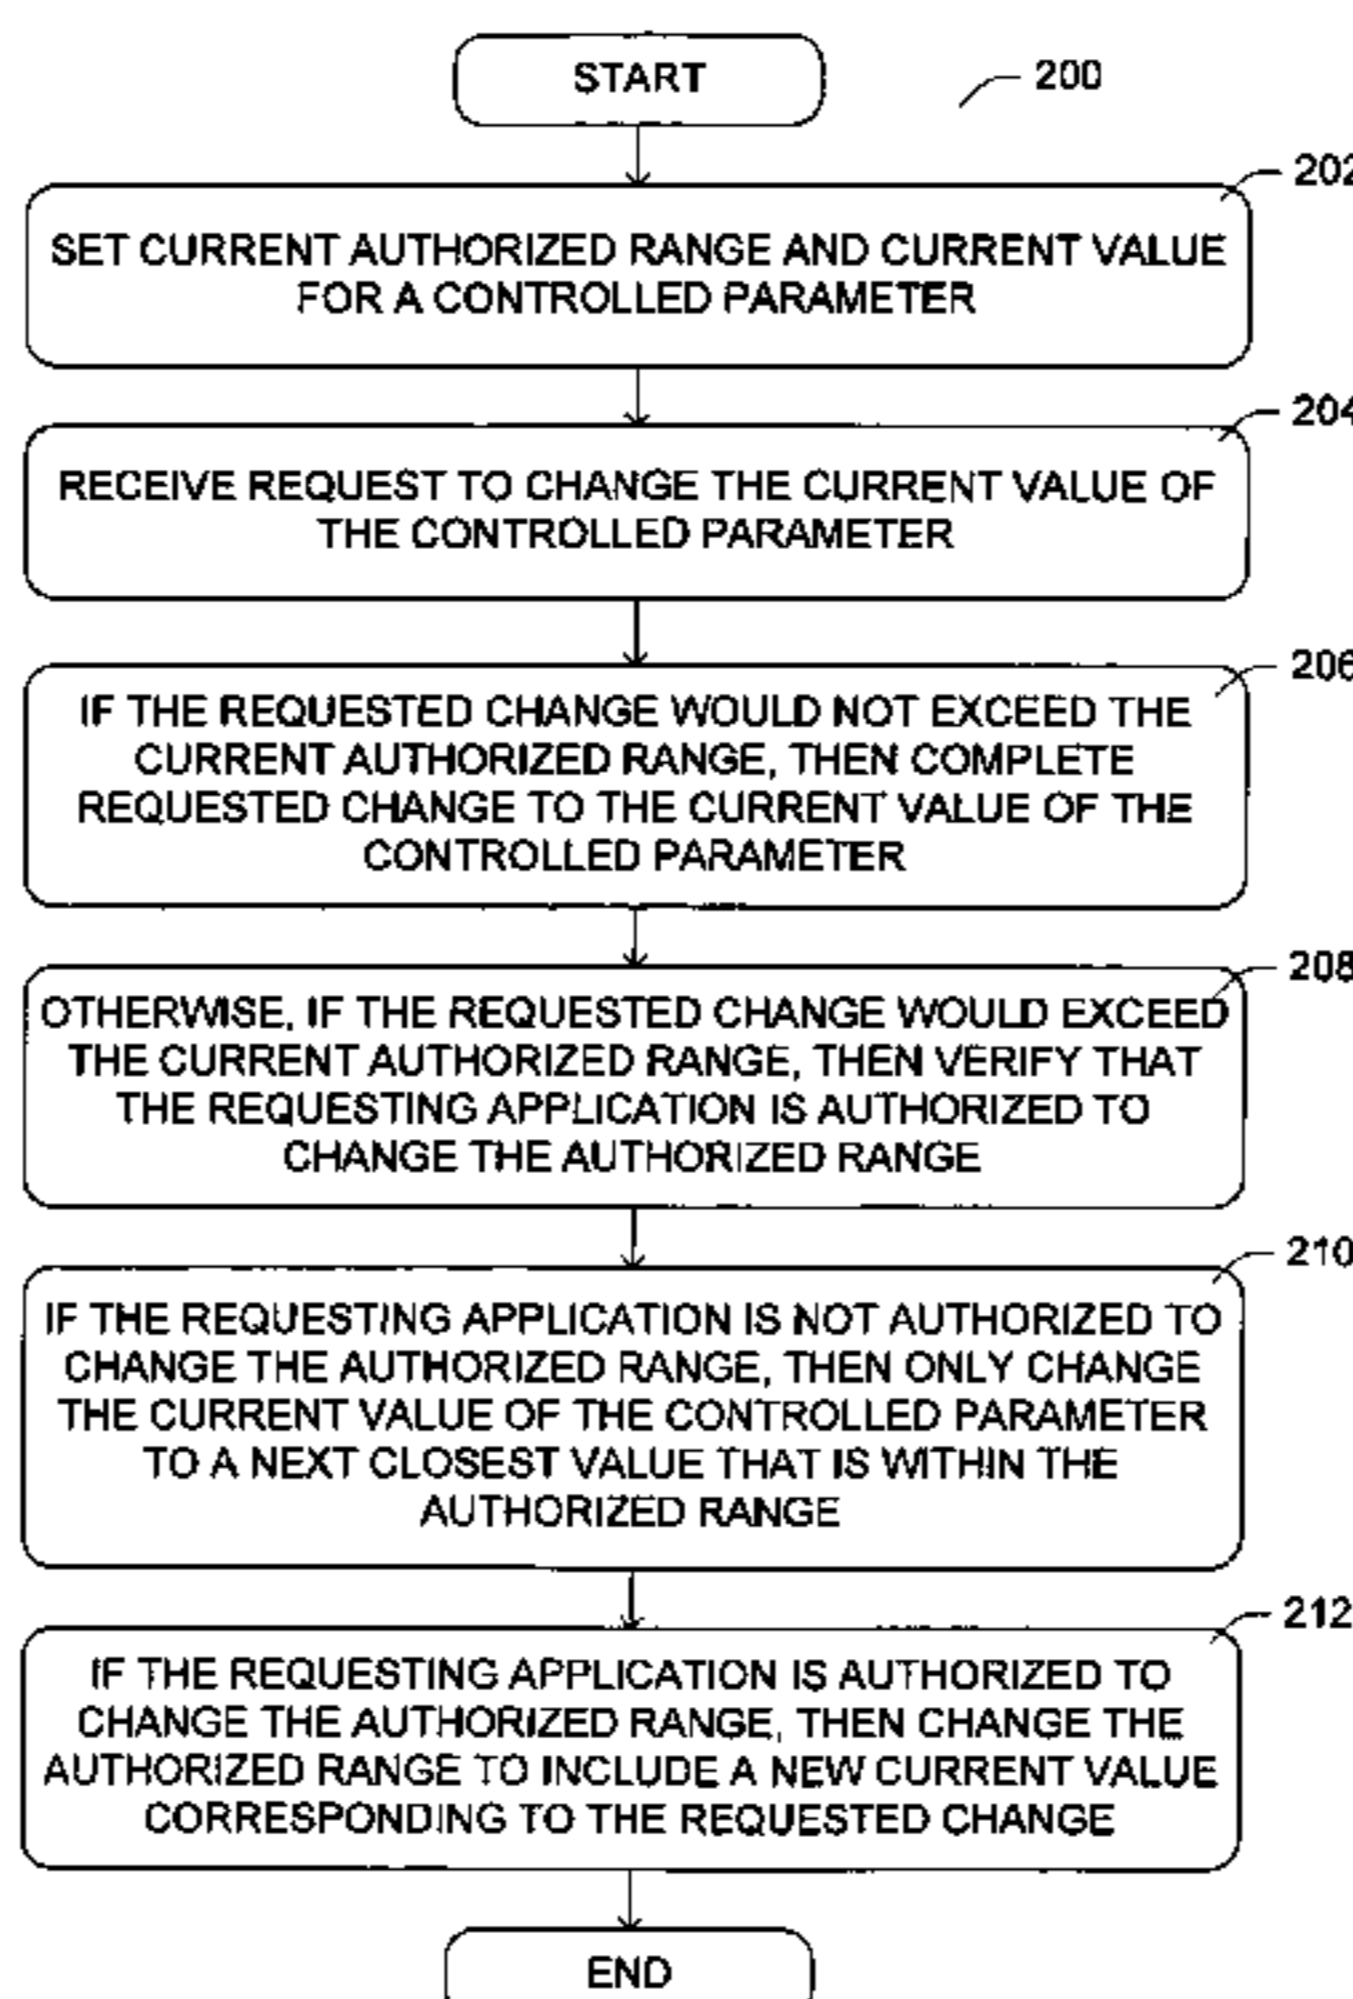 START
200
202
SET CURRENT AUTHORIZED RANGE AND CURRENT VALUE
FOR A CONTROLLED PARAMETER
204
RECEIVE REQUEST TO CHANGE THE CURRENT VALUE OF
THE CONTROLLED PARAMETER
206
IF THE REQUESTED CHANGE WOULD NOT EXCEED THE
CURRENT AUTHORIZED RANGE, THEN COMPLETE
REQUESTED CHANGE TO THE CURRENT VALUE OF THE
CONTROLLED PARAMETER
208
OTHERWISE, IF THE REQUESTED CHANGE WOULD EXCEED
THE CURRENT AUTHORIZED RANGE, THEN VERIFY THAT
THE REQUESTING APPLICATION IS AUTHORIZED TO
CHANGE THE AUTHORIZED RANGE
210
IF THE REQUESTING APPLICATION IS NOT AUTHORIZED TO
CHANGE THE AUTHORIZED RANGE, THEN ONLY CHANGE
THE CURRENT VALUE OF THE CONTROLLED PARAMETER
TO A NEXT CLOSEST VALUE THAT IS WITHIN THE
AUTHORIZED RANGE
212
IF THE REQUESTING APPLICATION IS AUTHORIZED TO
CHANGE THE AUTHORIZED RANGE, THEN CHANGE THE
AUTHORIZED RANGE TO INCLUDE A NEW CURRENT VALUE
CORRESPONDING TO THE REQUESTED CHANGE
END